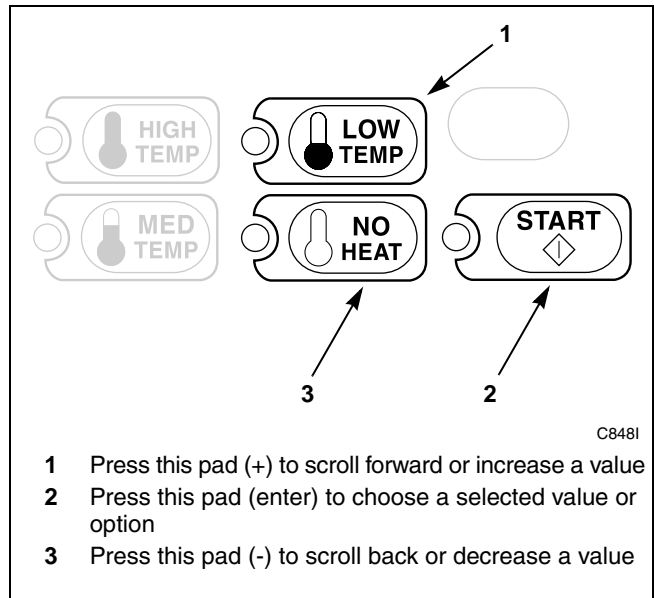 1
HIGH
TEMP
LOW
TEMP
MED
TEMP
NO
HEAT
START
3
2
C848I
1 Press this pad (+) to scroll forward or increase a value
2 Press this pad (enter) to choose a selected value or
option
3 Press this pad (-) to scroll back or decrease a value